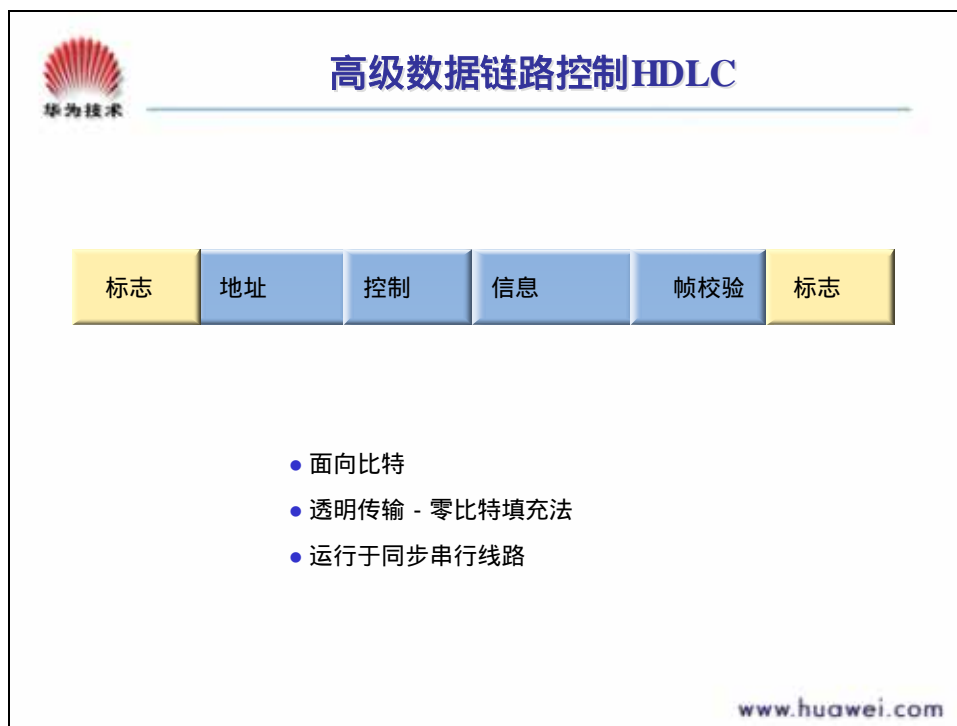 高级数据链路控制HDLC
华为技术
标志 地址 控制 信息 帧校验 标志
● 面向比特
● 透明传输 - 零比特填充法
● 运行于同步串行线路
www.huawei.com